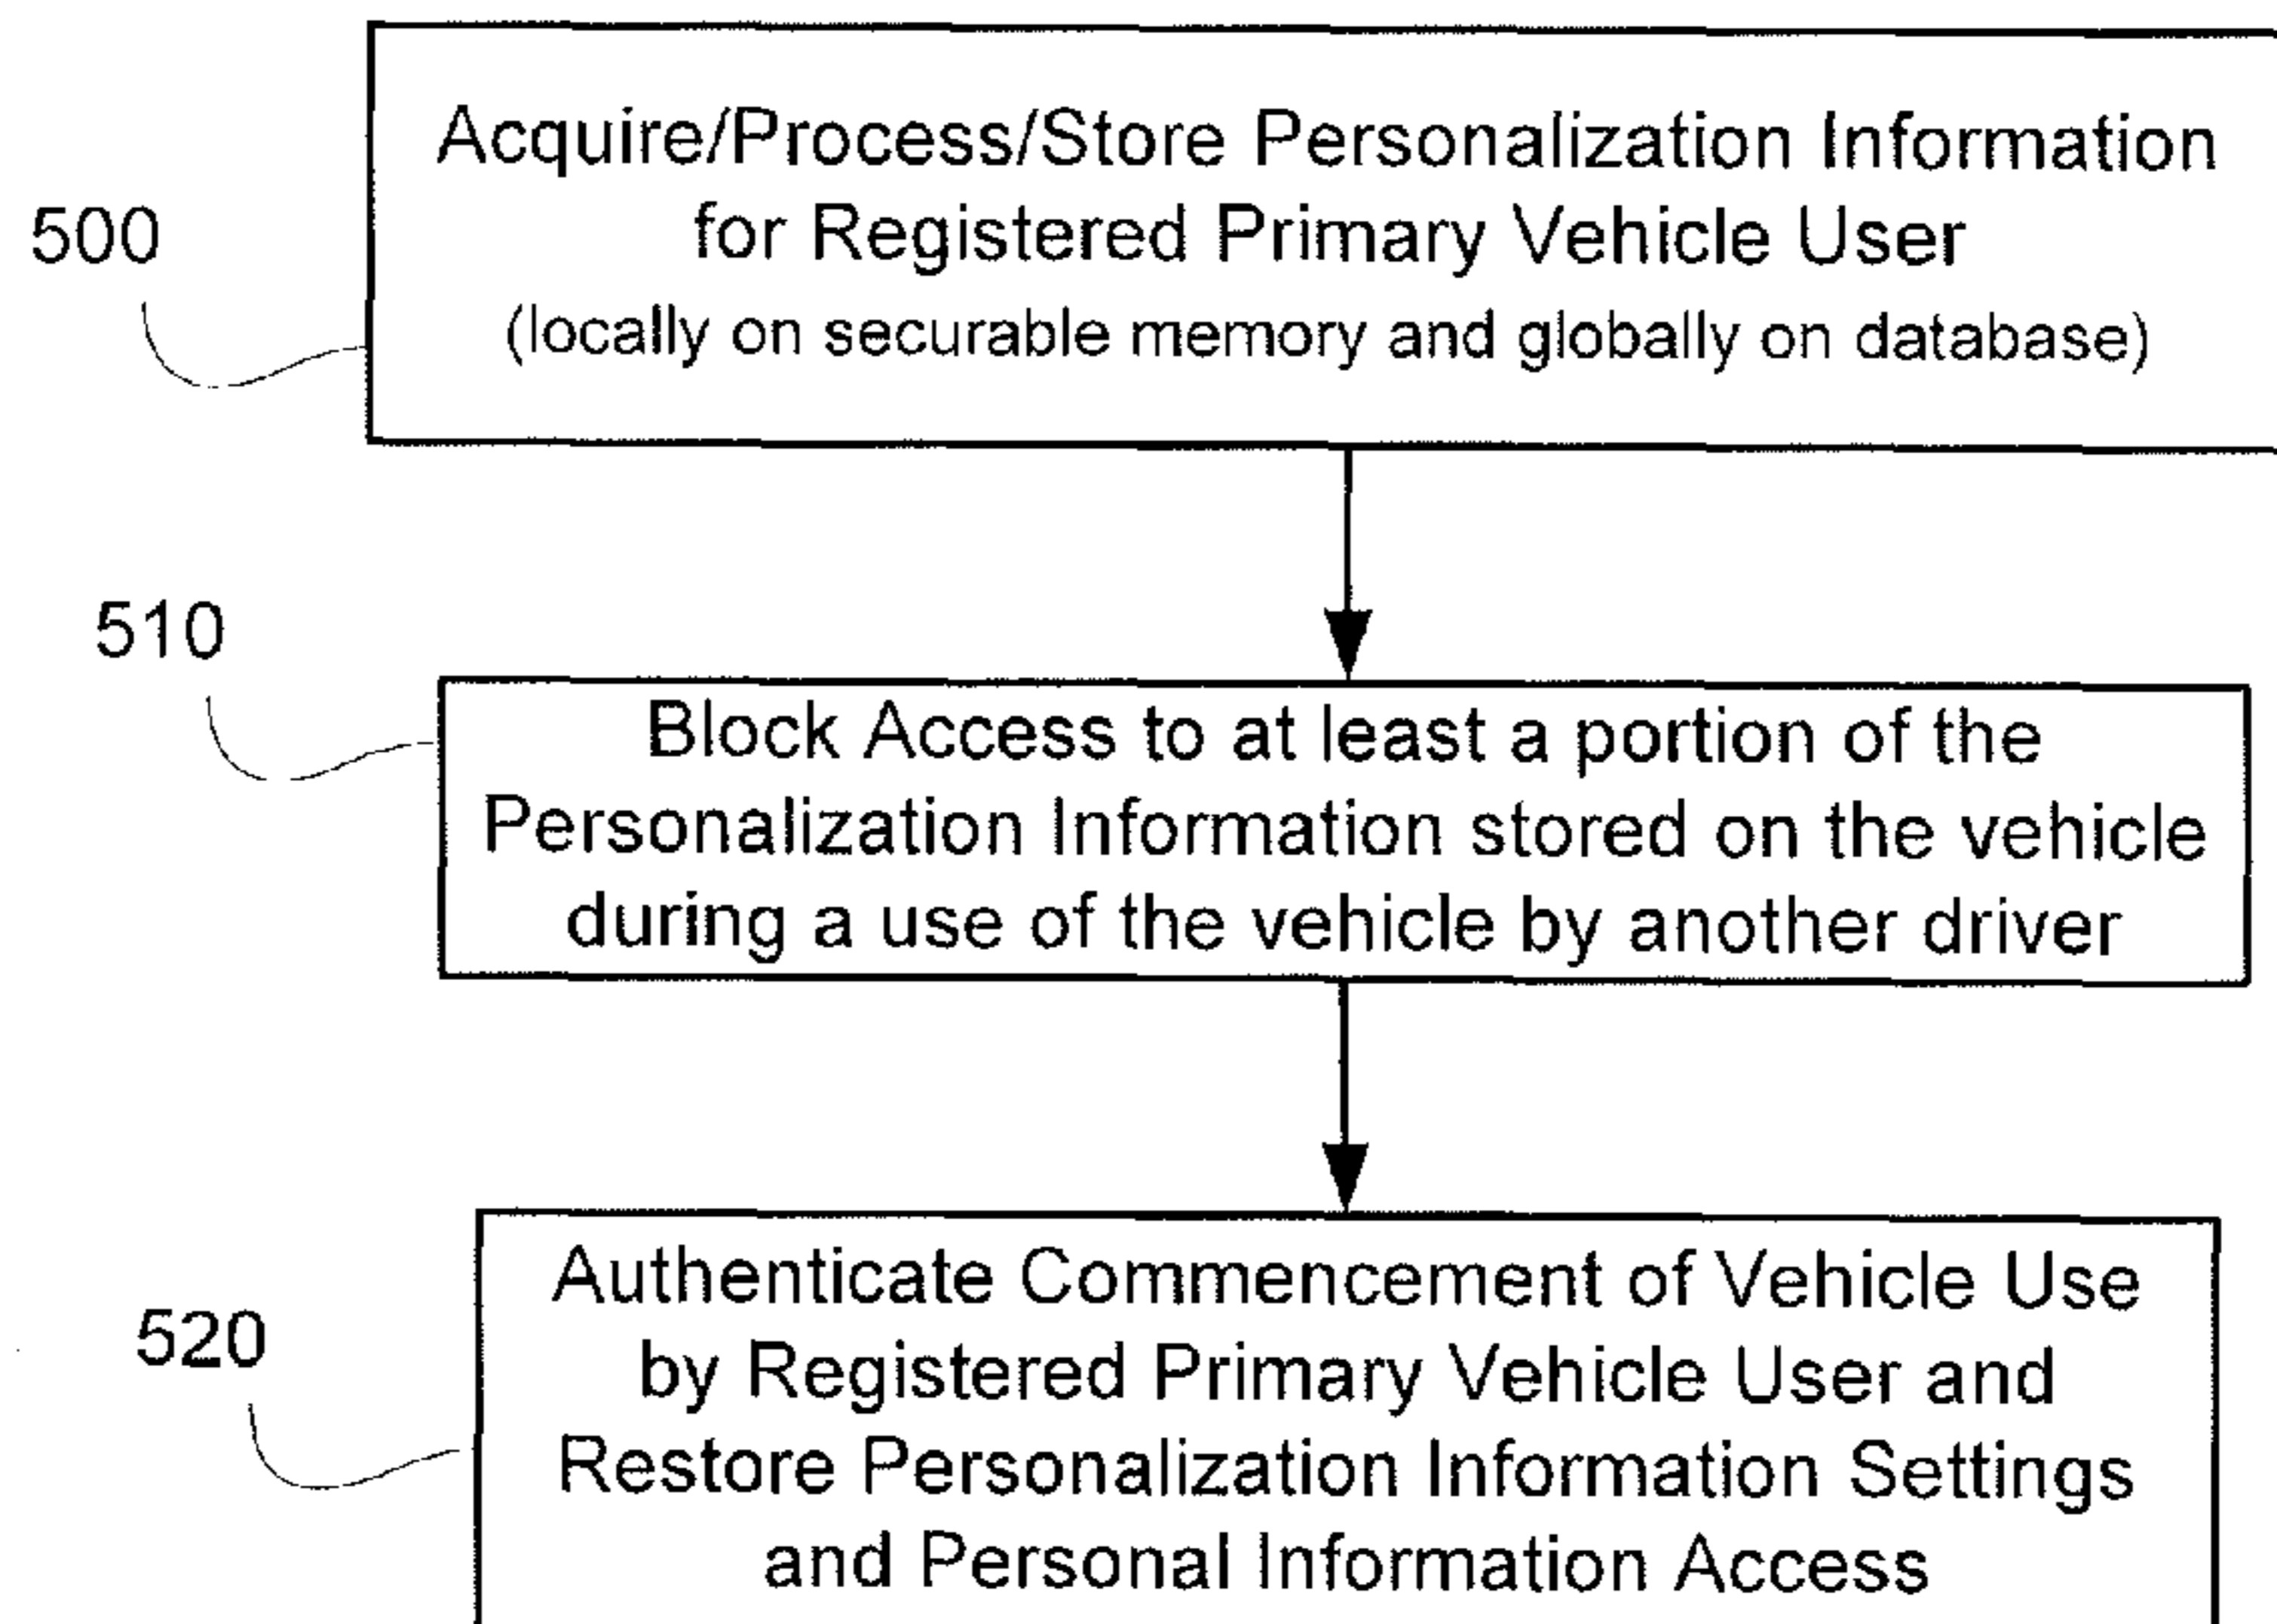 Acquire/Process/Store Personalization Information
for Registered Primary Vehicle User
(locally on securable memory and globally on database)
500
510
Block Access to at least a portion of the
Personalization Information stored on the vehicle
during a use of the vehicle by another driver
520
Authenticate Commencement of Vehicle Use
by Registered Primary Vehicle User and
Restore Personalization Information Settings
and Personal Information Access